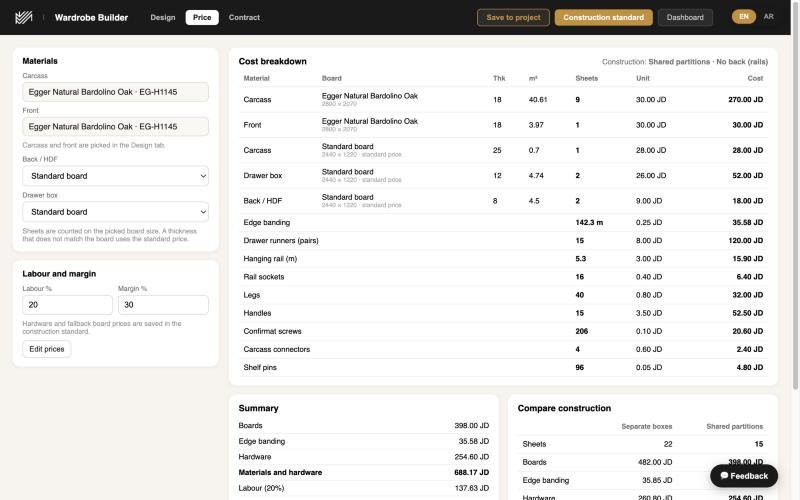 Wardrobe Builder Design Price Contract Save to project Construction standard Dashboard EN AR
Materials
Carcass
Egger Natural Bardolino Oak · EG-H1145
Front
Egger Natural Bardolino Oak · EG-H1145
Carcass and front are picked in the Design tab.
Back / HDF
Standard board
Drawer box
Standard board
Sheets are counted on the picked board size. A thickness
that does not match the board uses the standard price.
Labour and margin
Labour % Margin %
20 30
Hardware and fallback board prices are saved in the
construction standard.
Edit prices
Cost breakdown Construction: Shared partitions · No back (rails)
Material Board Thk m² Sheets Unit Cost
Carcass Egger Natural Bardolino Oak 18 40.61 9 30.00 JD 270.00 JD
2800 × 2070
Front Egger Natural Bardolino Oak 18 3.97 1 30.00 JD 30.00 JD
2800 × 2070
Carcass Standard board 25 0.7 1 28.00 JD 28.00 JD
2440 × 1220 · standard price
Drawer box Standard board 12 4.74 2 26.00 JD 52.00 JD
2440 × 1220 · standard price
Back / HDF Standard board 8 4.5 2 9.00 JD 18.00 JD
2440 × 1220 · standard price
Edge banding 142.3 m 0.25 JD 35.58 JD
Drawer runners (pairs) 15 8.00 JD 120.00 JD
Hanging rail (m) 5.3 3.00 JD 15.90 JD
Rail sockets 16 0.40 JD 6.40 JD
Legs 40 0.80 JD 32.00 JD
Handles 15 3.50 JD 52.50 JD
Confirmat screws 206 0.10 JD 20.60 JD
Carcass connectors 4 0.60 JD 2.40 JD
Shelf pins 96 0.05 JD 4.80 JD
Summary
Boards 398.00 JD
Edge banding 35.58 JD
Hardware 254.60 JD
Materials and hardware 688.17 JD
Labour (20%) 137.63 JD
Compare construction
Separate boxes Shared partitions
Sheets 22 15
Boards 482.00 JD 398.00 JD
Edge banding 35.85 JD
Hardware 260.80 JD 254.60 JD
Feedback